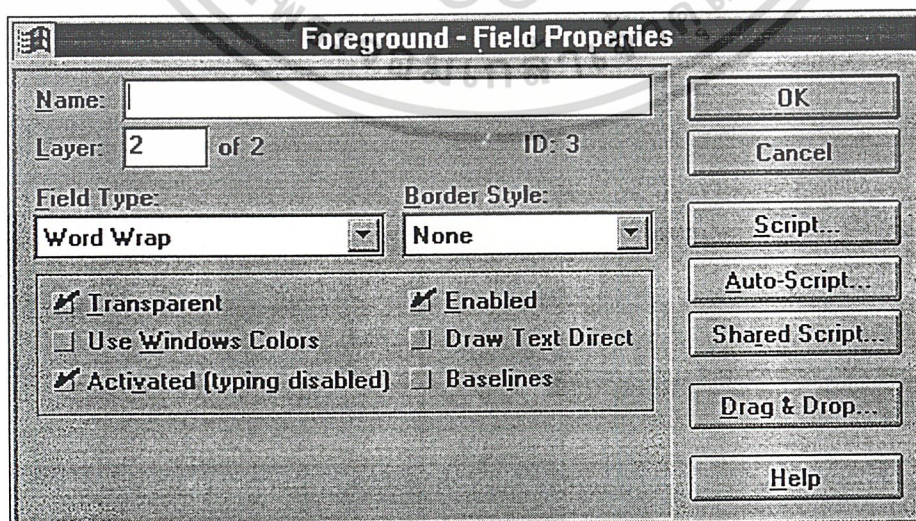 Foreground - Field Properties
Name:
Layer: 2 of 2 ID: 3
Field Type: Border Style:
Word Wrap None
Transparent Enabled
Use Windows Colors Draw Text Direct
Activated (typing disabled) Baselines
OK
Cancel
Script...
Auto-Script...
Shared Script...
Drag & Drop...
Help